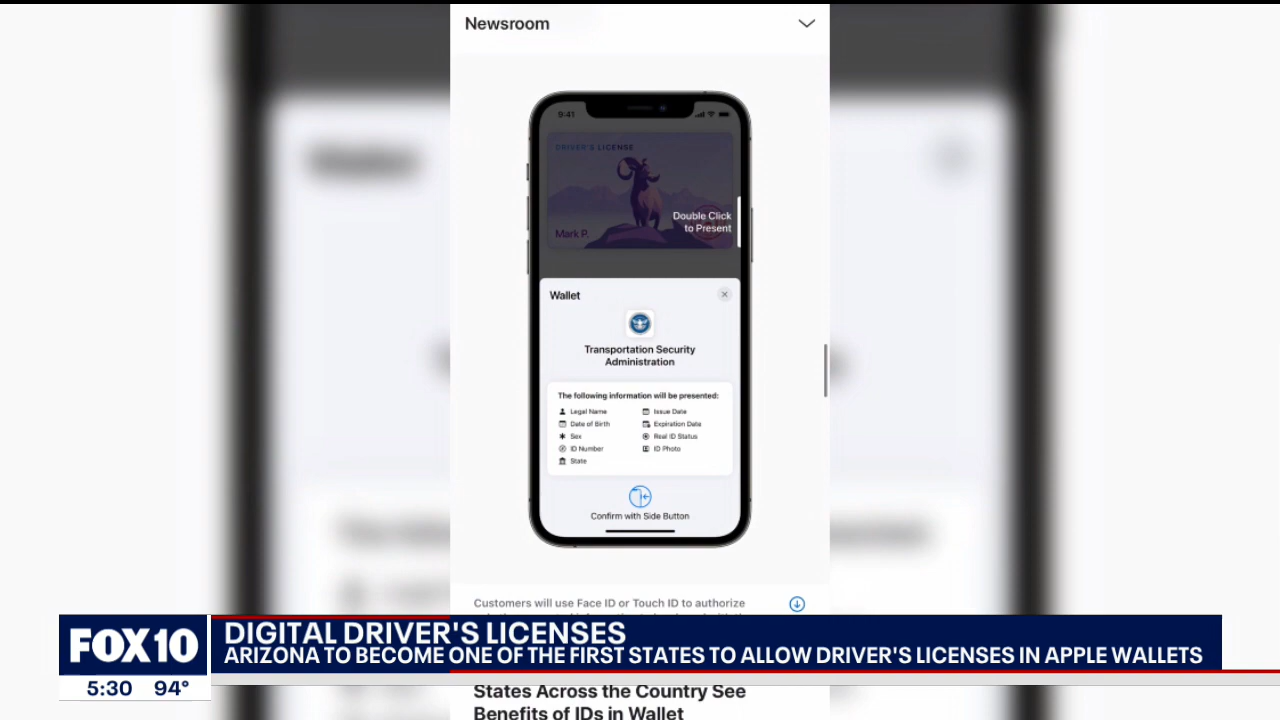 Newsroom
9:41
DRIVER'S LICENSE
Double Click
to Present
Mark P.
Wallet
Transportation Security
Administration
The following information will be presented:
Legal Name
Issue Date
Date of Birth
Expiration Date
Sex
Real ID Status
ID Number
ID Photo
State
Confirm with Side Button
Customers will use Face ID or Touch ID to authorize
FOX 10
DIGITAL DRIVER'S LICENSES
ARIZONA TO BECOME ONE OF THE FIRST STATES TO ALLOW DRIVER'S LICENSES IN APPLE WALLETS
5:30 94°
States Across the Country See
Benefits of IDs in Wallet